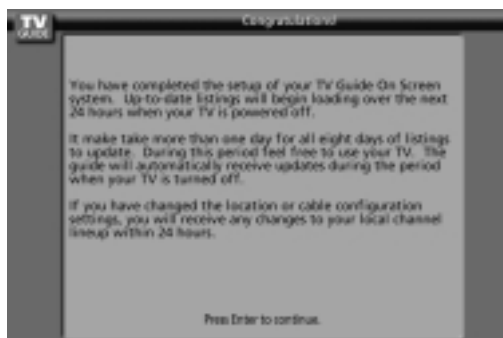 TV
GUIDE
Congratulations!
You have completed the setup of your TV Guide On Screen
system. Up-to-date listings will begin loading over the next
24 hours when your TV is powered off.
It make take more than one day for all eight days of listings
to update. During this period feel free to use your TV. The
guide will automatically receive updates during the period
when your TV is turned off.
If you have changed the location or cable configuration
settings, you will receive any changes to your local channel
lineup within 24 hours.
Press Enter to continue.